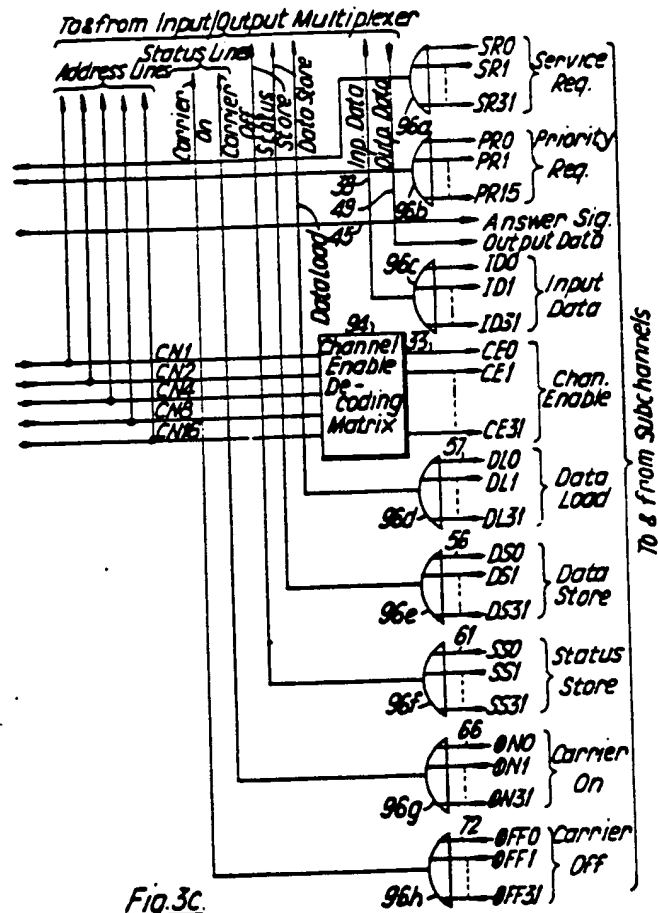 To & from Input/Output Multiplexer
Status Lines
Address Lines
Carrier On
Carrier Off
Status Store
Data Store
Data Load
Inp. Data
Outp. Data
38
49
45
96a
SR0
SR1
SR31
Service Req.
96b
PR0
PR1
PR15
Priority Req.
Answer Sig.
Output Data
96c
ID0
ID1
ID31
Input Data
94
Channel Enable De-coding Matrix
33
CN1
CN2
CN4
CN8
CN16
CE0
CE1
CE31
Chan. Enable
57
DL0
DL1
DL31
96d
Data Load
56
DS0
DS1
DS31
96e
Data Store
61
SS0
SS1
SS31
96f
Status Store
66
ON0
ON1
ON31
96g
Carrier On
72
OFF0
OFF1
OFF31
96h
Carrier Off
To & from Subchannels
Fig.3c.